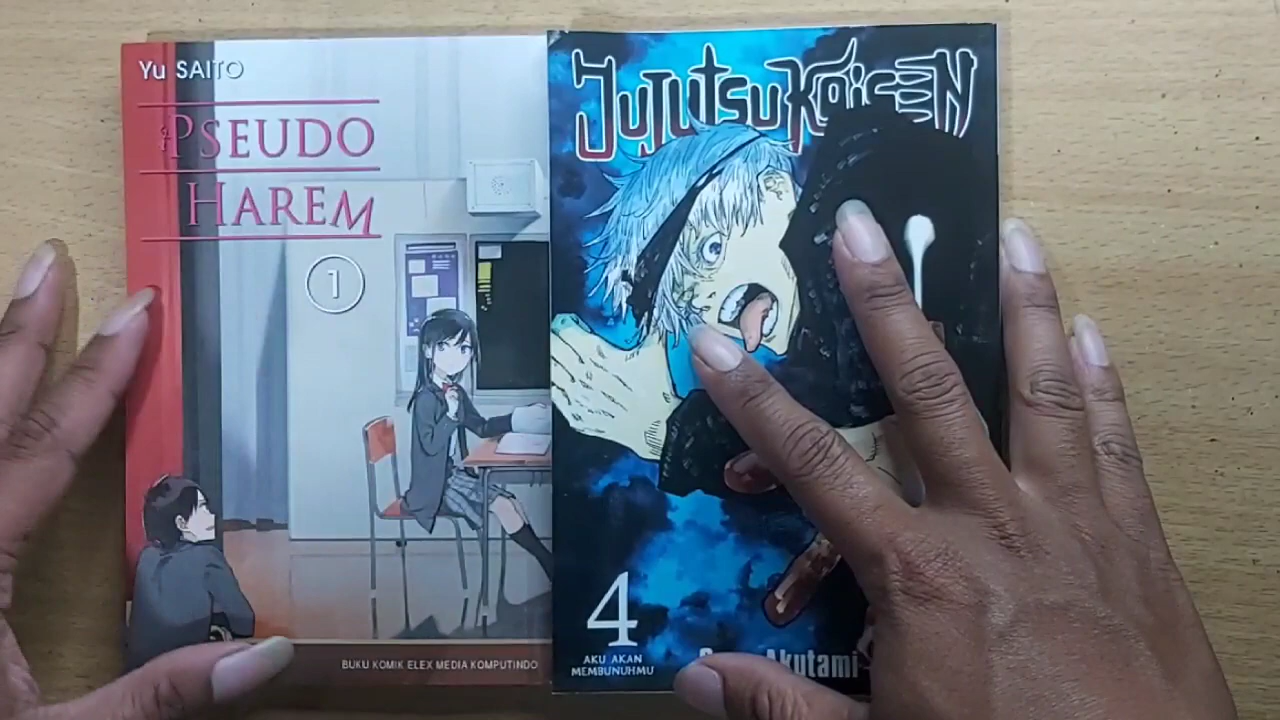 Yu SAITO
PSEUDO
HAREM
1
BUKU KOMIK ELEX MEDIA KOMPUTINDO
JUJUTSU KAISEN
4
AKU AKAN
MEMBUNUHMU
Akutami